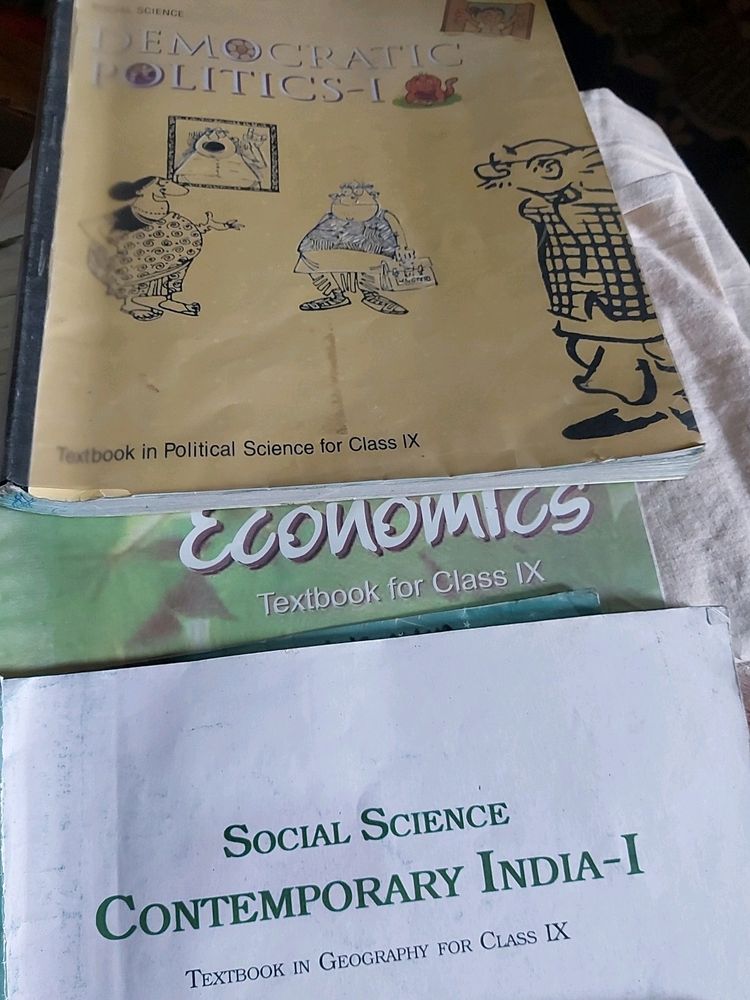 SOCIAL SCIENCE
DEMOCRATIC
POLITICS-I
Textbook in Political Science for Class IX
ECONOMICS
Textbook for Class IX
SOCIAL SCIENCE
CONTEMPORARY INDIA-I
TEXTBOOK IN GEOGRAPHY FOR CLASS IX